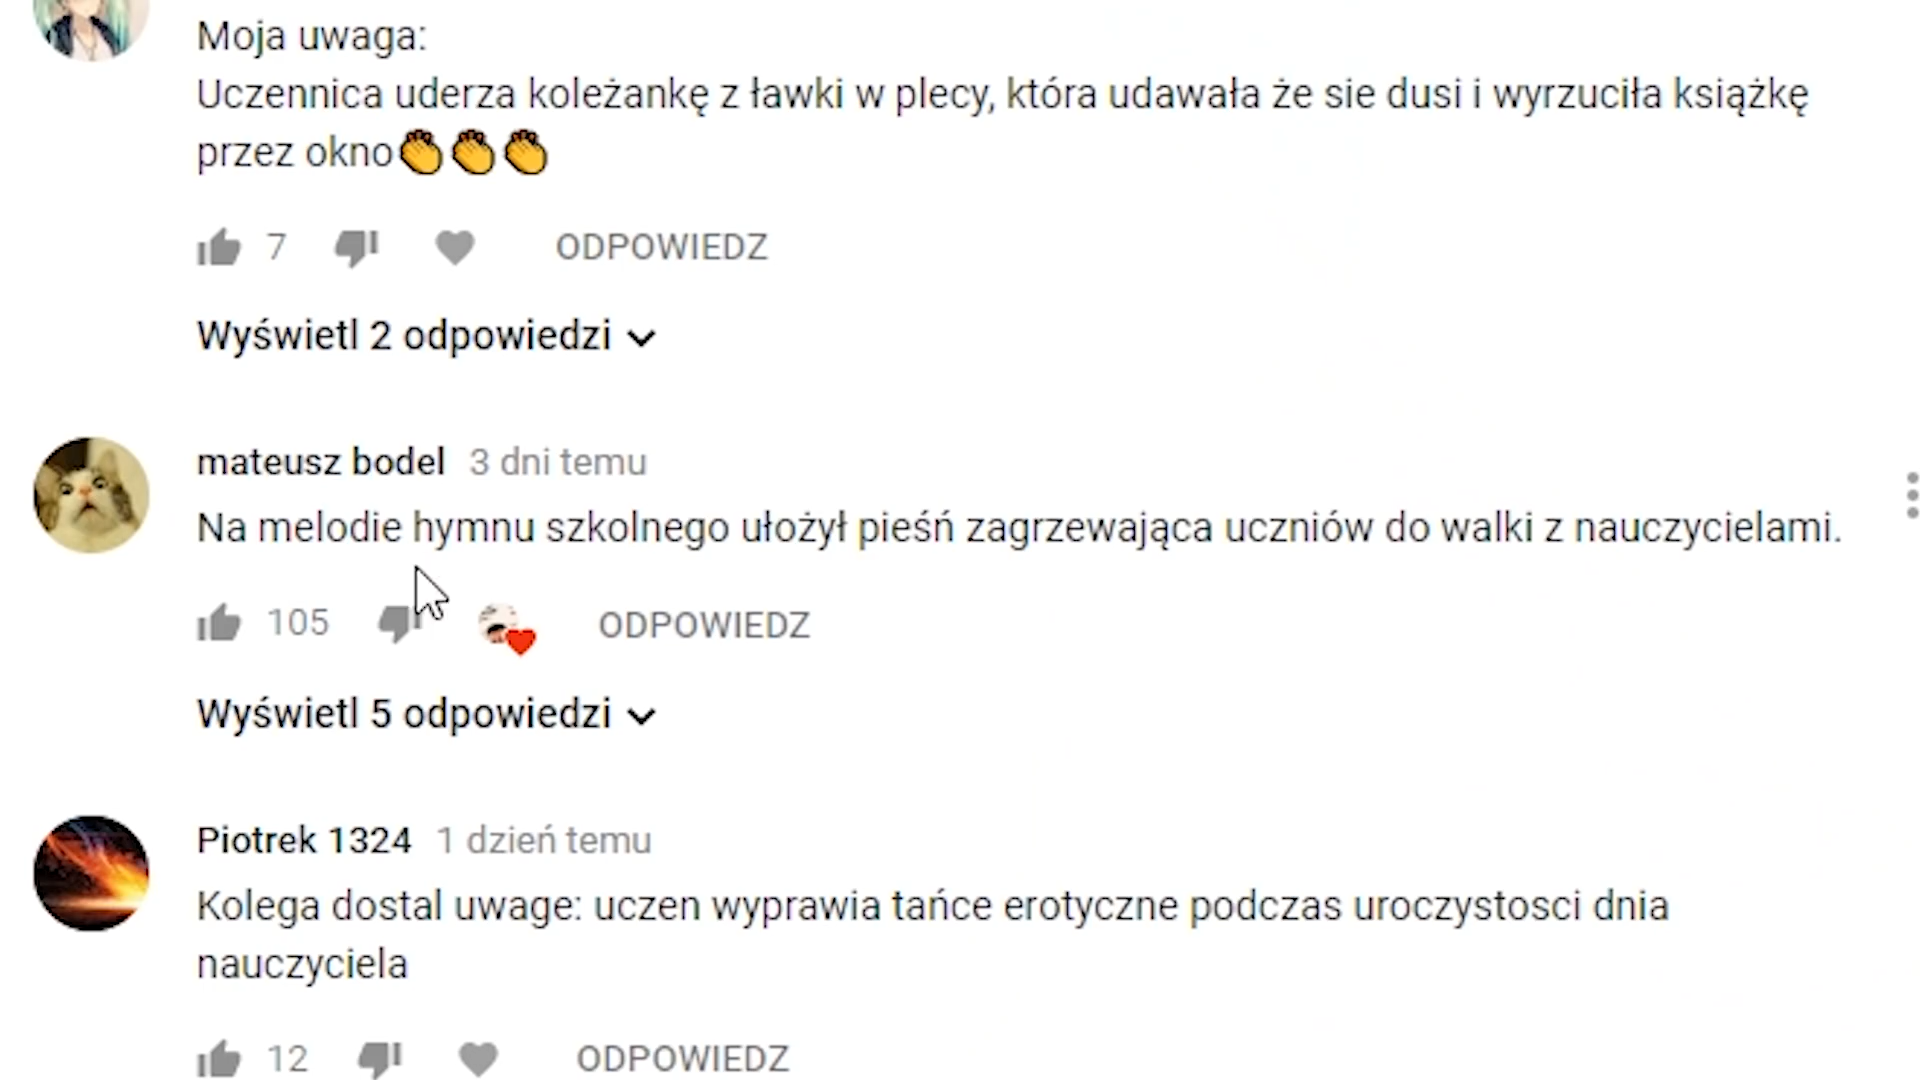 Moja uwaga:
Uczennica uderza koleżankę z ławki w plecy, która udawała że sie dusi i wyrzuciła książkę
przez okno👏👏👏
7 ODPOWIEDZ
Wyświetl 2 odpowiedzi
mateusz bodel 3 dni temu
Na melodie hymnu szkolnego ułożył pieśń zagrzewająca uczniów do walki z nauczycielami.
105 ODPOWIEDZ
Wyświetl 5 odpowiedzi
Piotrek 1324 1 dzień temu
Kolega dostal uwage: uczen wyprawia tańce erotyczne podczas uroczystosci dnia
nauczyciela
12 ODPOWIEDZ